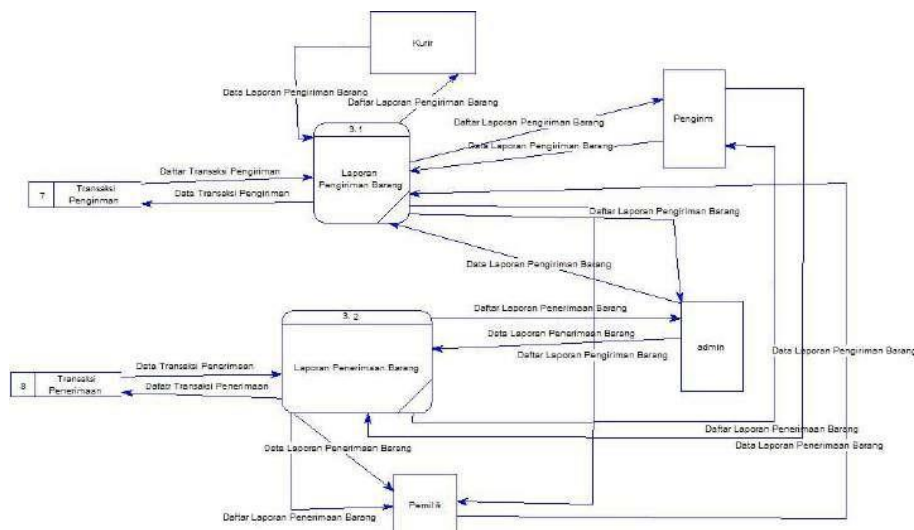 Kurir
Data Laporan Pengiriman Barang
Daftar Laporan Pengiriman Barang
3.1
Laporan
Pengiriman Barang
Daftar Laporan Pengiriman Barang
Data Laporan Pengiriman Barang
Pengirim
Daftar Transaksi Pengiriman
7
Transaksi
Pengiriman
Data Transaksi Pengiriman
Daftar Laporan Pengiriman Barang
Data Laporan Pengiriman Barang
3.2
Laporan Penerimaan Barang
Daftar Laporan Penerimaan Barang
Data Laporan Penerimaan Barang
Daftar Laporan Pengiriman Barang
admin
Data Laporan Pengiriman Barang
Data Transaksi Penerimaan
8
Transaksi
Penerimaan
Dafatr Transaksi Penerimaan
Daftar Laporan Penerimaan Barang
Data Laporan Penerimaan Barang
Data Laporan Penerimaan Barang
Pemilik
Daftar Laporan Penerimaan Barang